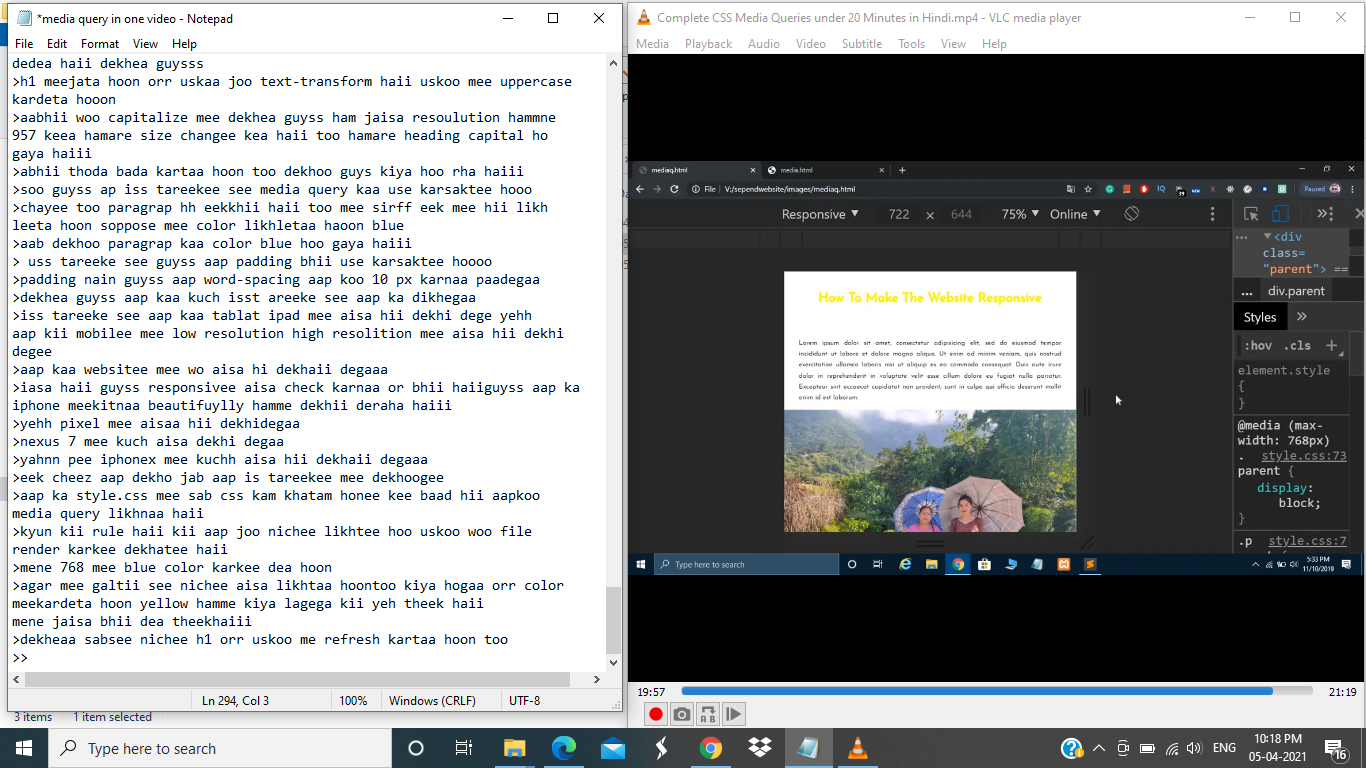 *media query in one video - Notepad
File Edit Format View Help
dedea haii dekhea guysss
>h1 meejata hoon orr uskaa joo text-transform haii uskoo mee uppercase
kardeta hooon
>aabhii woo capitalize mee dekhea guyss ham jaisa resoulution hammne
957 keea hamare size changee kea haii too hamare heading capital ho
gaya haiii
>abhii thoda bada kartaa hoon too dekhoo guys kiya hoo rha haiii
>soo guyss ap iss tareekee see media query kaa use karsaktee hooo
>chayee too paragrap hh eekkhii haii too mee sirff eek mee hii likh
leeta hoon soppose mee color likhletaa haoon blue
>aab dekhoo paragrap kaa color blue hoo gaya haiii
> uss tareeke see guyss aap padding bhii use karsaktee hoooo
>padding nain guyss aap word-spacing aap koo 10 px karnaa paadegaa
>dekhea guyss aap kaa kuch isst areeke see aap ka dikhegaa
>iss tareeke see aap kaa tablat ipad mee aisa hii dekhi dege yehh
aap kii mobilee mee low resolution high resolition mee aisa hii dekhi
degee
>aap kaa websitee mee wo aisa hi dekhaii degaaa
>iasa haii guyss responsivee aisa check karnaa or bhii haiiguyss aap ka
iphone meekitnaa beautifuylly hamme dekhii deraha haiii
>yehh pixel mee aisaa hii dekhidegaa
>nexus 7 mee kuch aisa dekhi degaa
>yahnn pee iphonex mee kuchh aisa hii dekhaii degaaa
>eek cheez aap dekho jab aap is tareekee mee dekhoogee
>aap ka style.css mee sab css kam khatam honee kee baad hii aapkoo
media query likhnaa haii
>kyun kii rule haii kii aap joo nichee likhtee hoo uskoo woo file
render karkee dekhatee haii
>mene 768 mee blue color karkee dea hoon
>agar mee galtii see nichee aisa likhtaa hoontoo kiya hogaa orr color
meekardeta hoon yellow hamme kiya lagega kii yeh theek haii
mene jaisa bhii dea theekhaiii
>dekheaa sabsee nichee h1 orr uskoo me refresh kartaa hoon too
>>
Ln 294, Col 3 100% Windows (CRLF) UTF-8
3 items 1 item selected
Complete CSS Media Queries under 20 Minutes in Hindi.mp4 - VLC media player
Media Playback Audio Video Subtitle Tools View Help
mediaq.html media.html
File V:/sependwebsite/images/mediaq.html Paused
Responsive 722 × 644 75% Online
How To Make The Website Responsive
Lorem ipsum dolor sit amet, consectetur adipisicing elit, sed do eiusmod tempor
incididunt ut labore et dolore magna aliqua. Ut enim ad minim veniam, quis nostrud
exercitation ullamco laboris nisi ut aliquip ex ea commodo consequat. Duis aute irure
dolor in reprehenderit in voluptate velit esse cillum dolore eu fugiat nulla pariatur.
Excepteur sint occaecat cupidatat non proident, sunt in culpa qui officia deserunt mollit
anim id est laborum.
<div
class=
"parent"> ==
... div.parent
Styles
:hov .cls +
element.style
{
}
@media (max-
width: 768px)
. style.css:73
parent {
display:
block;
}
.p style.css:7
Type here to search
5:33 PM
11/10/2019
19:57 21:19
Type here to search
ENG
10:18 PM
05-04-2021
16